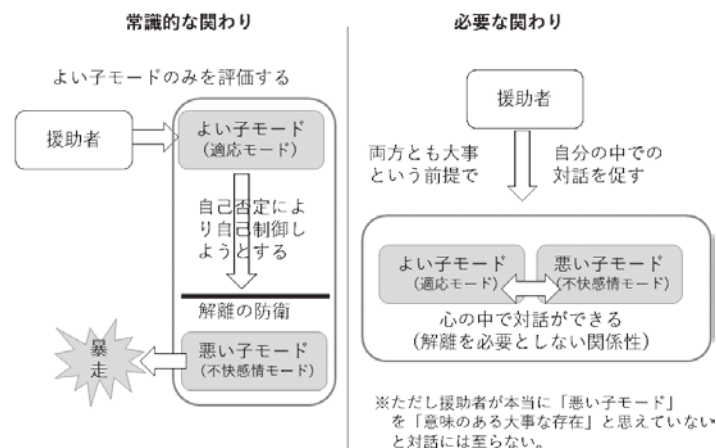 常識的な関わり
よい子モードのみを評価する
援助者
よい子モード
(適応モード)
自己否定によ
り自己制御し
ようとする
解離の防衛
悪い子モード
(不快感情モード)
暴
走
必要な関わり
援助者
両方とも大事
という前提で
自分の中での
対話を促す
よい子モード
(適応モード)
悪い子モード
(不快感情モード)
心の中で対話ができる
(解離を必要としない関係性)
※ただし援助者が本当に「悪い子モード」
を「意味のある大事な存在」と思えていない
と対話には至らない。